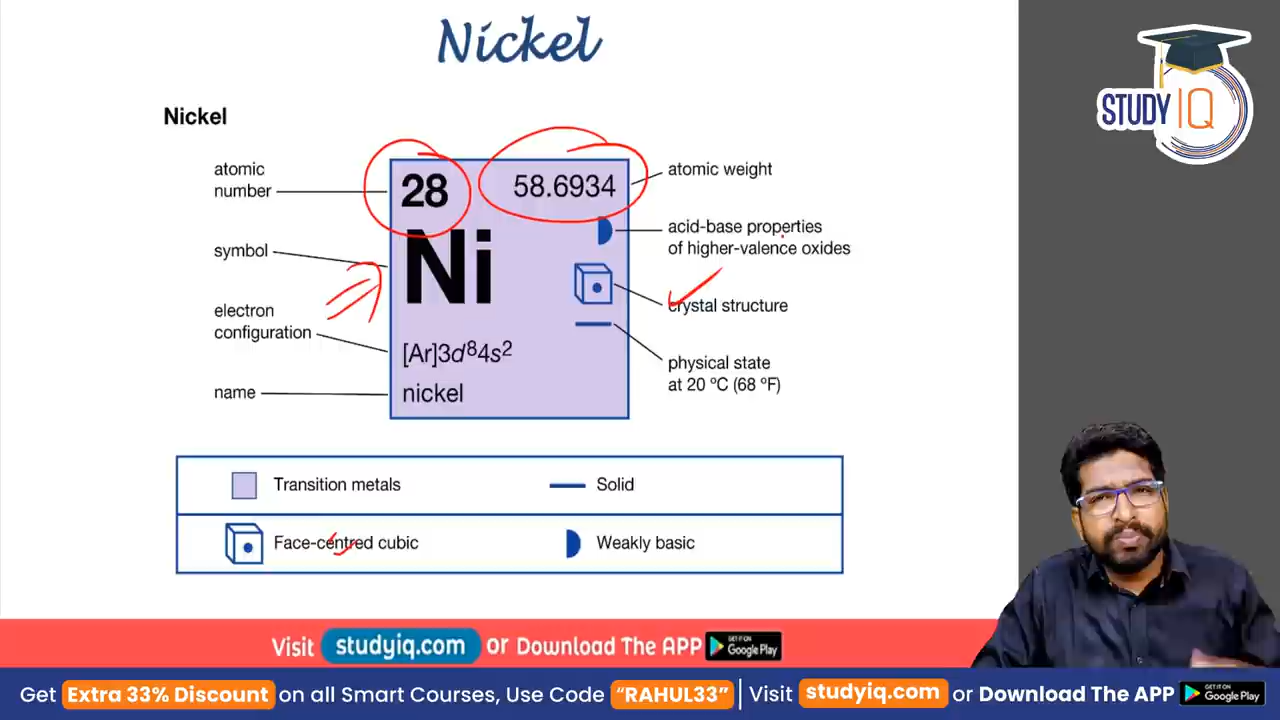 Nickel
STUDY IQ
Nickel
atomic
number
28
58.6934
atomic weight
acid-base properties
of higher-valence oxides
symbol
Ni
crystal structure
electron
configuration
[Ar]3d⁸4s²
physical state
at 20 ºC (68 ºF)
name
nickel
Transition metals
Solid
Face-centred cubic
Weakly basic
Visit studyiq.com or Download The APP GET IT ON Google Play
Get Extra 33% Discount on all Smart Courses, Use Code “RAHUL33” | Visit studyiq.com or Download The APP GET IT ON Google Play